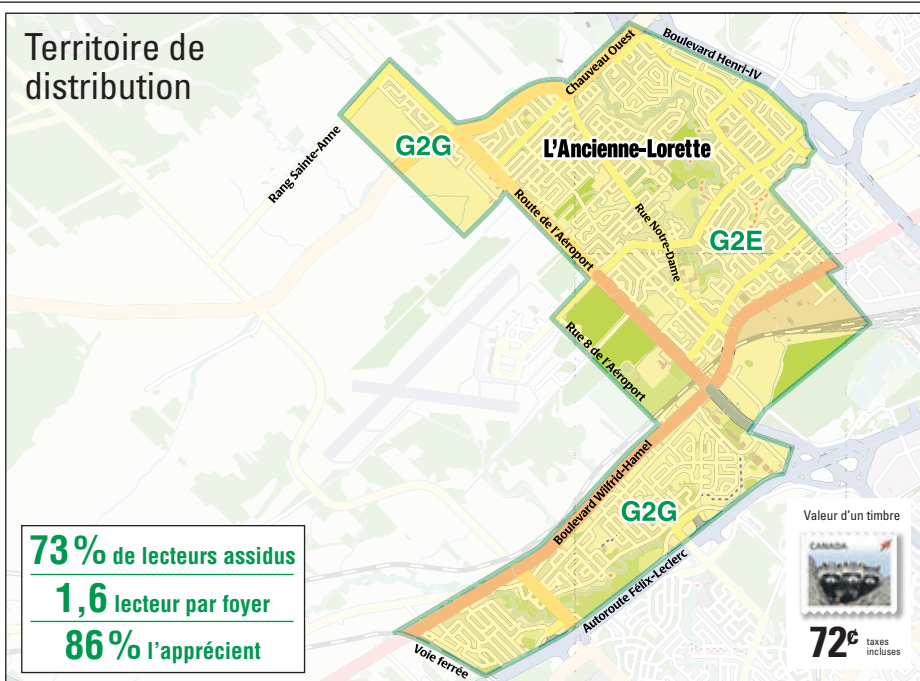 Territoire de
distribution
Boulevard Henri-IV
Chauveau Ouest
G2G
L'Ancienne-Lorette
Rang Sainte-Anne
Route de l'Aéroport
Rue Notre-Dame
G2E
Rue 8 de l'Aéroport
Boulevard Wilfrid-Hamel
G2G
Autoroute Félix-Leclerc
Voie ferrée
73 % de lecteurs assidus
1,6 lecteur par foyer
86 % l'apprécient
Valeur d'un timbre
CANADA
72¢ taxes
incluses